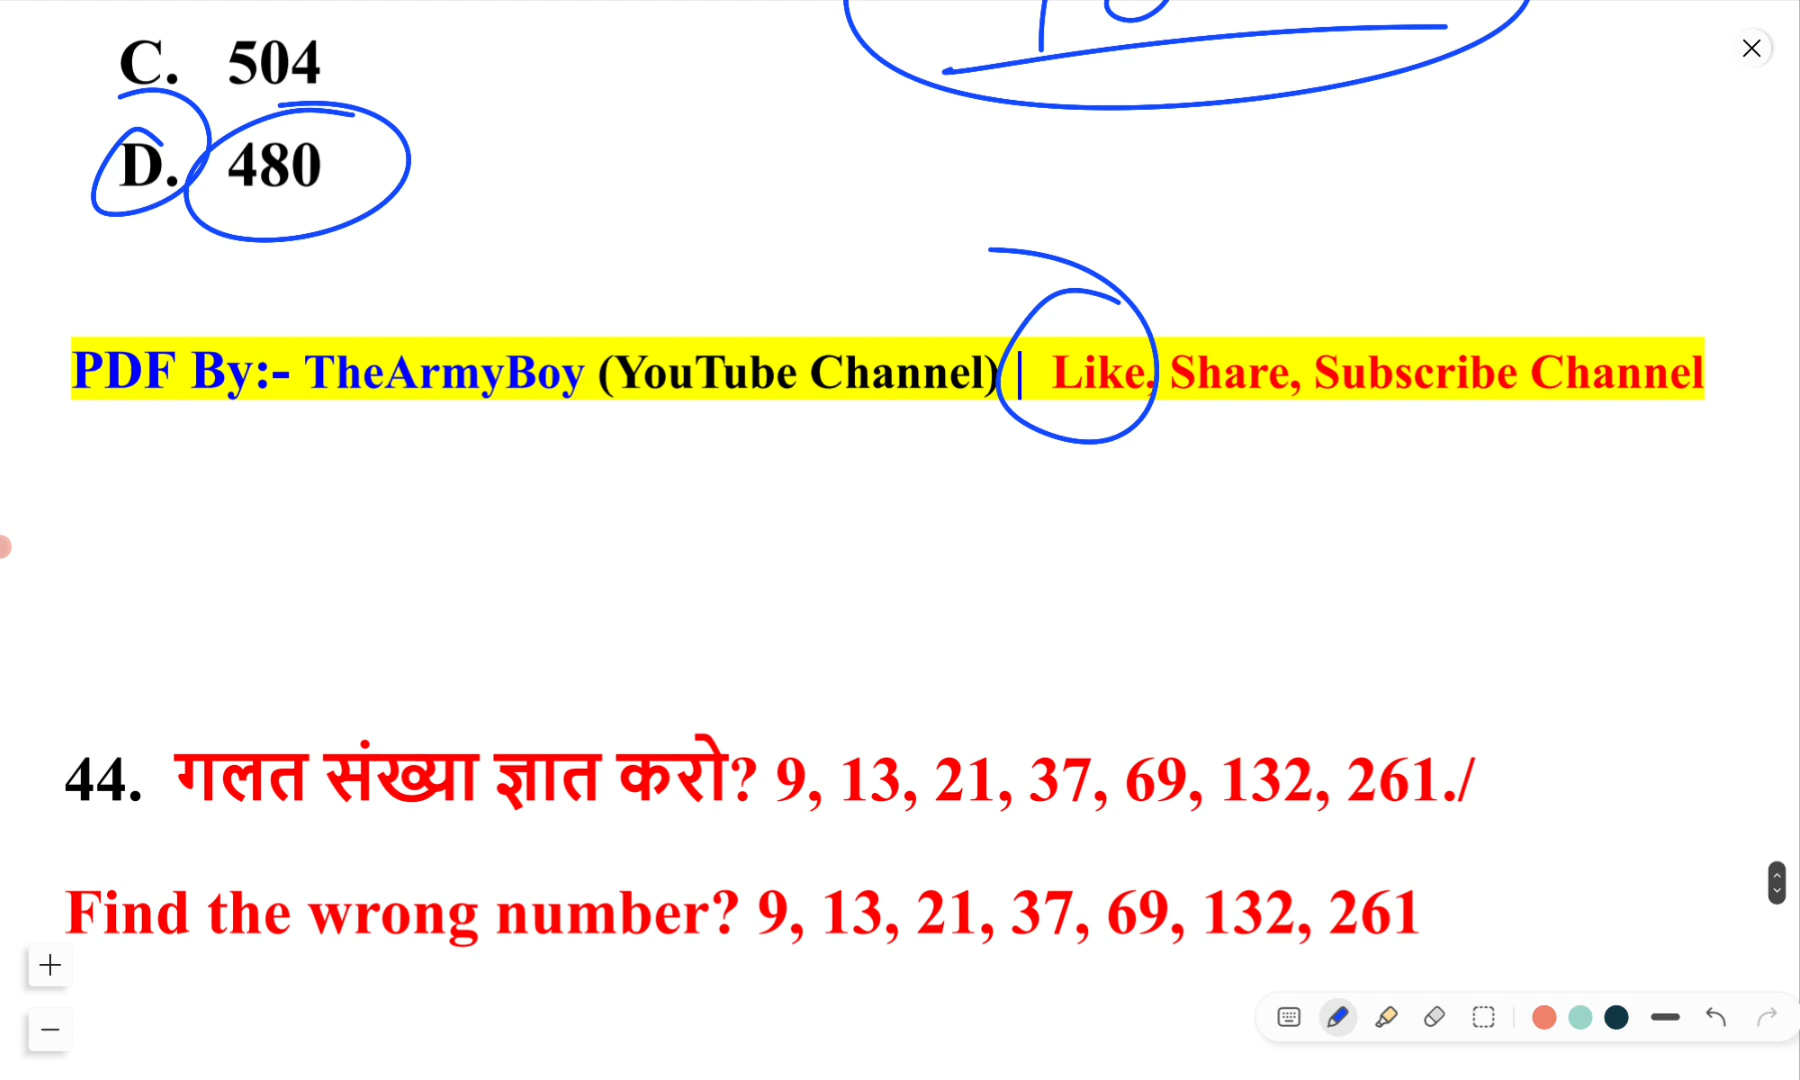 C. 504
D. 480
PDF By:- TheArmyBoy (YouTube Channel) | Like, Share, Subscribe Channel
44. गलत संख्या ज्ञात करो? 9, 13, 21, 37, 69, 132, 261./
Find the wrong number? 9, 13, 21, 37, 69, 132, 261